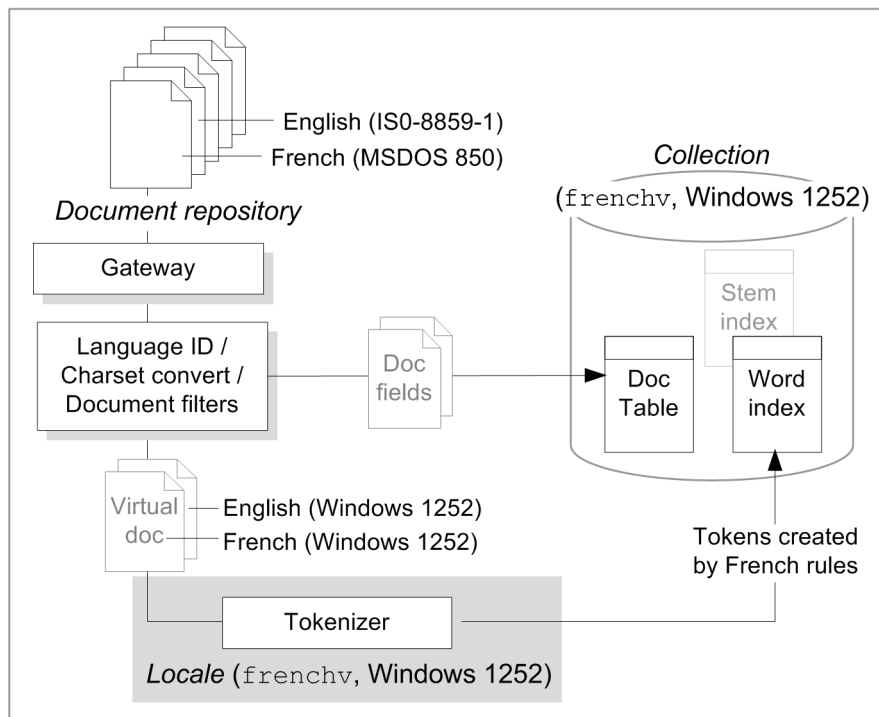 English (IS0-8859-1)
French (MSDOS 850)
Document repository
Collection
(frenchv, Windows 1252)
Gateway
Stem
index
Language ID /
Charset convert /
Document filters
Doc
fields
Doc
Table
Word
index
Virtual
doc
English (Windows 1252)
French (Windows 1252)
Tokens created
by French rules
Tokenizer
Locale (frenchv, Windows 1252)